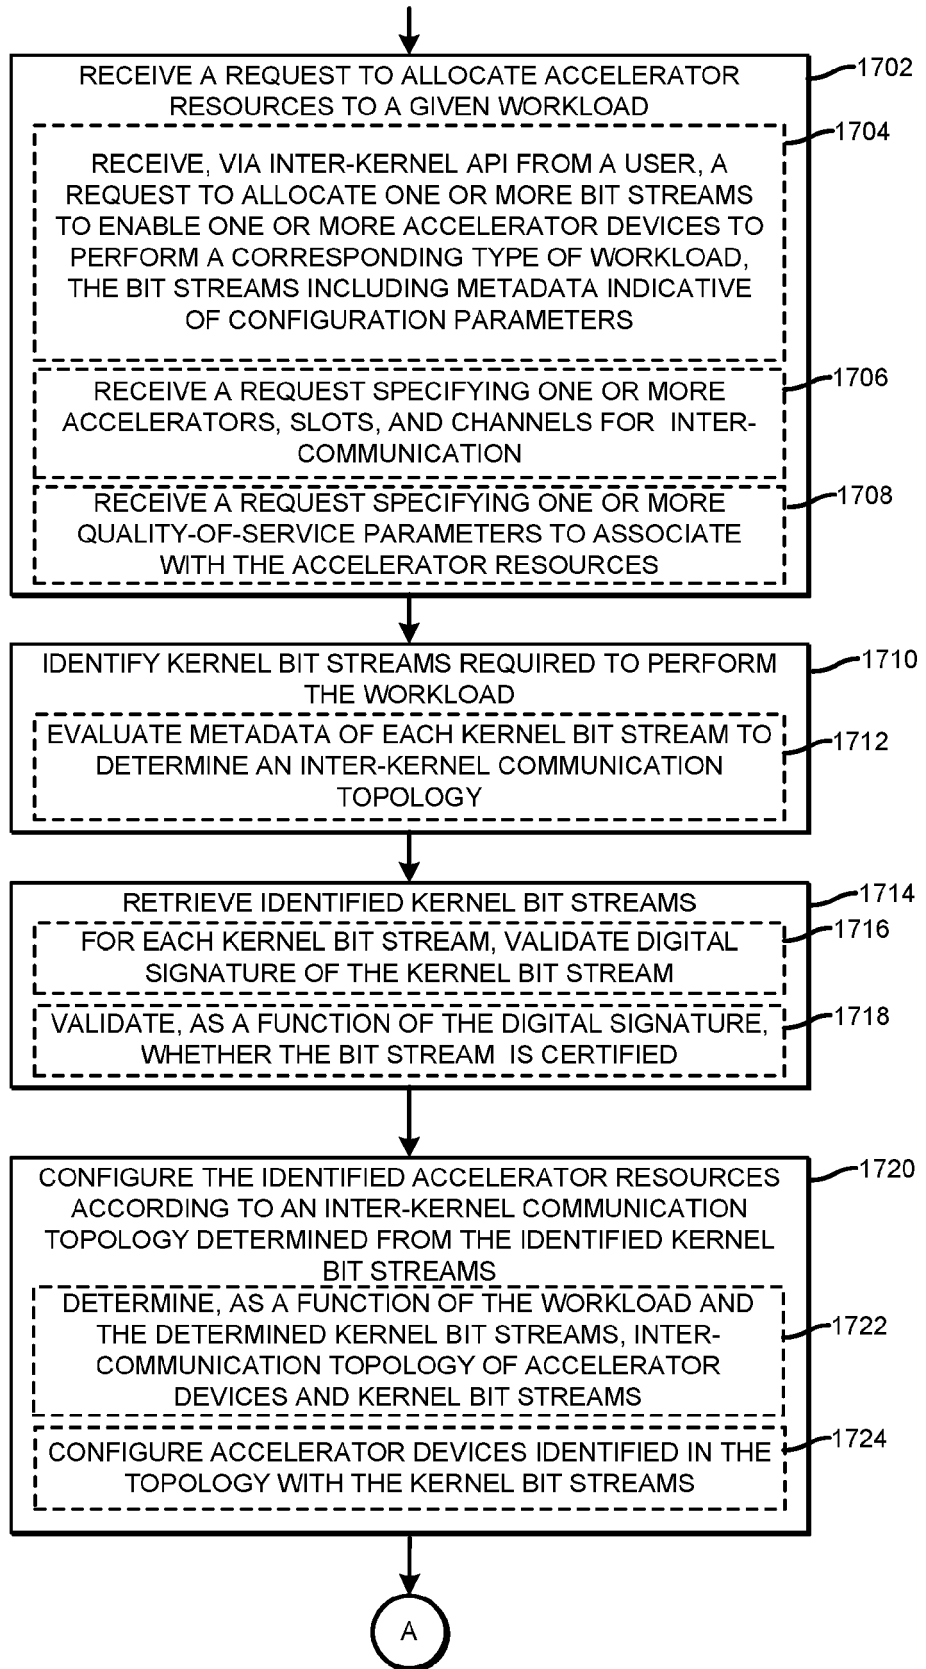 RECEIVE A REQUEST TO ALLOCATE ACCELERATOR
RESOURCES TO A GIVEN WORKLOAD
1702
RECEIVE, VIA INTER-KERNEL API FROM A USER, A
REQUEST TO ALLOCATE ONE OR MORE BIT STREAMS
TO ENABLE ONE OR MORE ACCELERATOR DEVICES TO
PERFORM A CORRESPONDING TYPE OF WORKLOAD,
THE BIT STREAMS INCLUDING METADATA INDICATIVE
OF CONFIGURATION PARAMETERS
1704
RECEIVE A REQUEST SPECIFYING ONE OR MORE
ACCELERATORS, SLOTS, AND CHANNELS FOR INTER-
COMMUNICATION
1706
RECEIVE A REQUEST SPECIFYING ONE OR MORE
QUALITY-OF-SERVICE PARAMETERS TO ASSOCIATE
WITH THE ACCELERATOR RESOURCES
1708
IDENTIFY KERNEL BIT STREAMS REQUIRED TO PERFORM
THE WORKLOAD
1710
EVALUATE METADATA OF EACH KERNEL BIT STREAM TO
DETERMINE AN INTER-KERNEL COMMUNICATION
TOPOLOGY
1712
RETRIEVE IDENTIFIED KERNEL BIT STREAMS
1714
FOR EACH KERNEL BIT STREAM, VALIDATE DIGITAL
SIGNATURE OF THE KERNEL BIT STREAM
1716
VALIDATE, AS A FUNCTION OF THE DIGITAL SIGNATURE,
WHETHER THE BIT STREAM IS CERTIFIED
1718
CONFIGURE THE IDENTIFIED ACCELERATOR RESOURCES
ACCORDING TO AN INTER-KERNEL COMMUNICATION
TOPOLOGY DETERMINED FROM THE IDENTIFIED KERNEL
BIT STREAMS
1720
DETERMINE, AS A FUNCTION OF THE WORKLOAD AND
THE DETERMINED KERNEL BIT STREAMS, INTER-
COMMUNICATION TOPOLOGY OF ACCELERATOR
DEVICES AND KERNEL BIT STREAMS
1722
CONFIGURE ACCELERATOR DEVICES IDENTIFIED IN THE
TOPOLOGY WITH THE KERNEL BIT STREAMS
1724
A